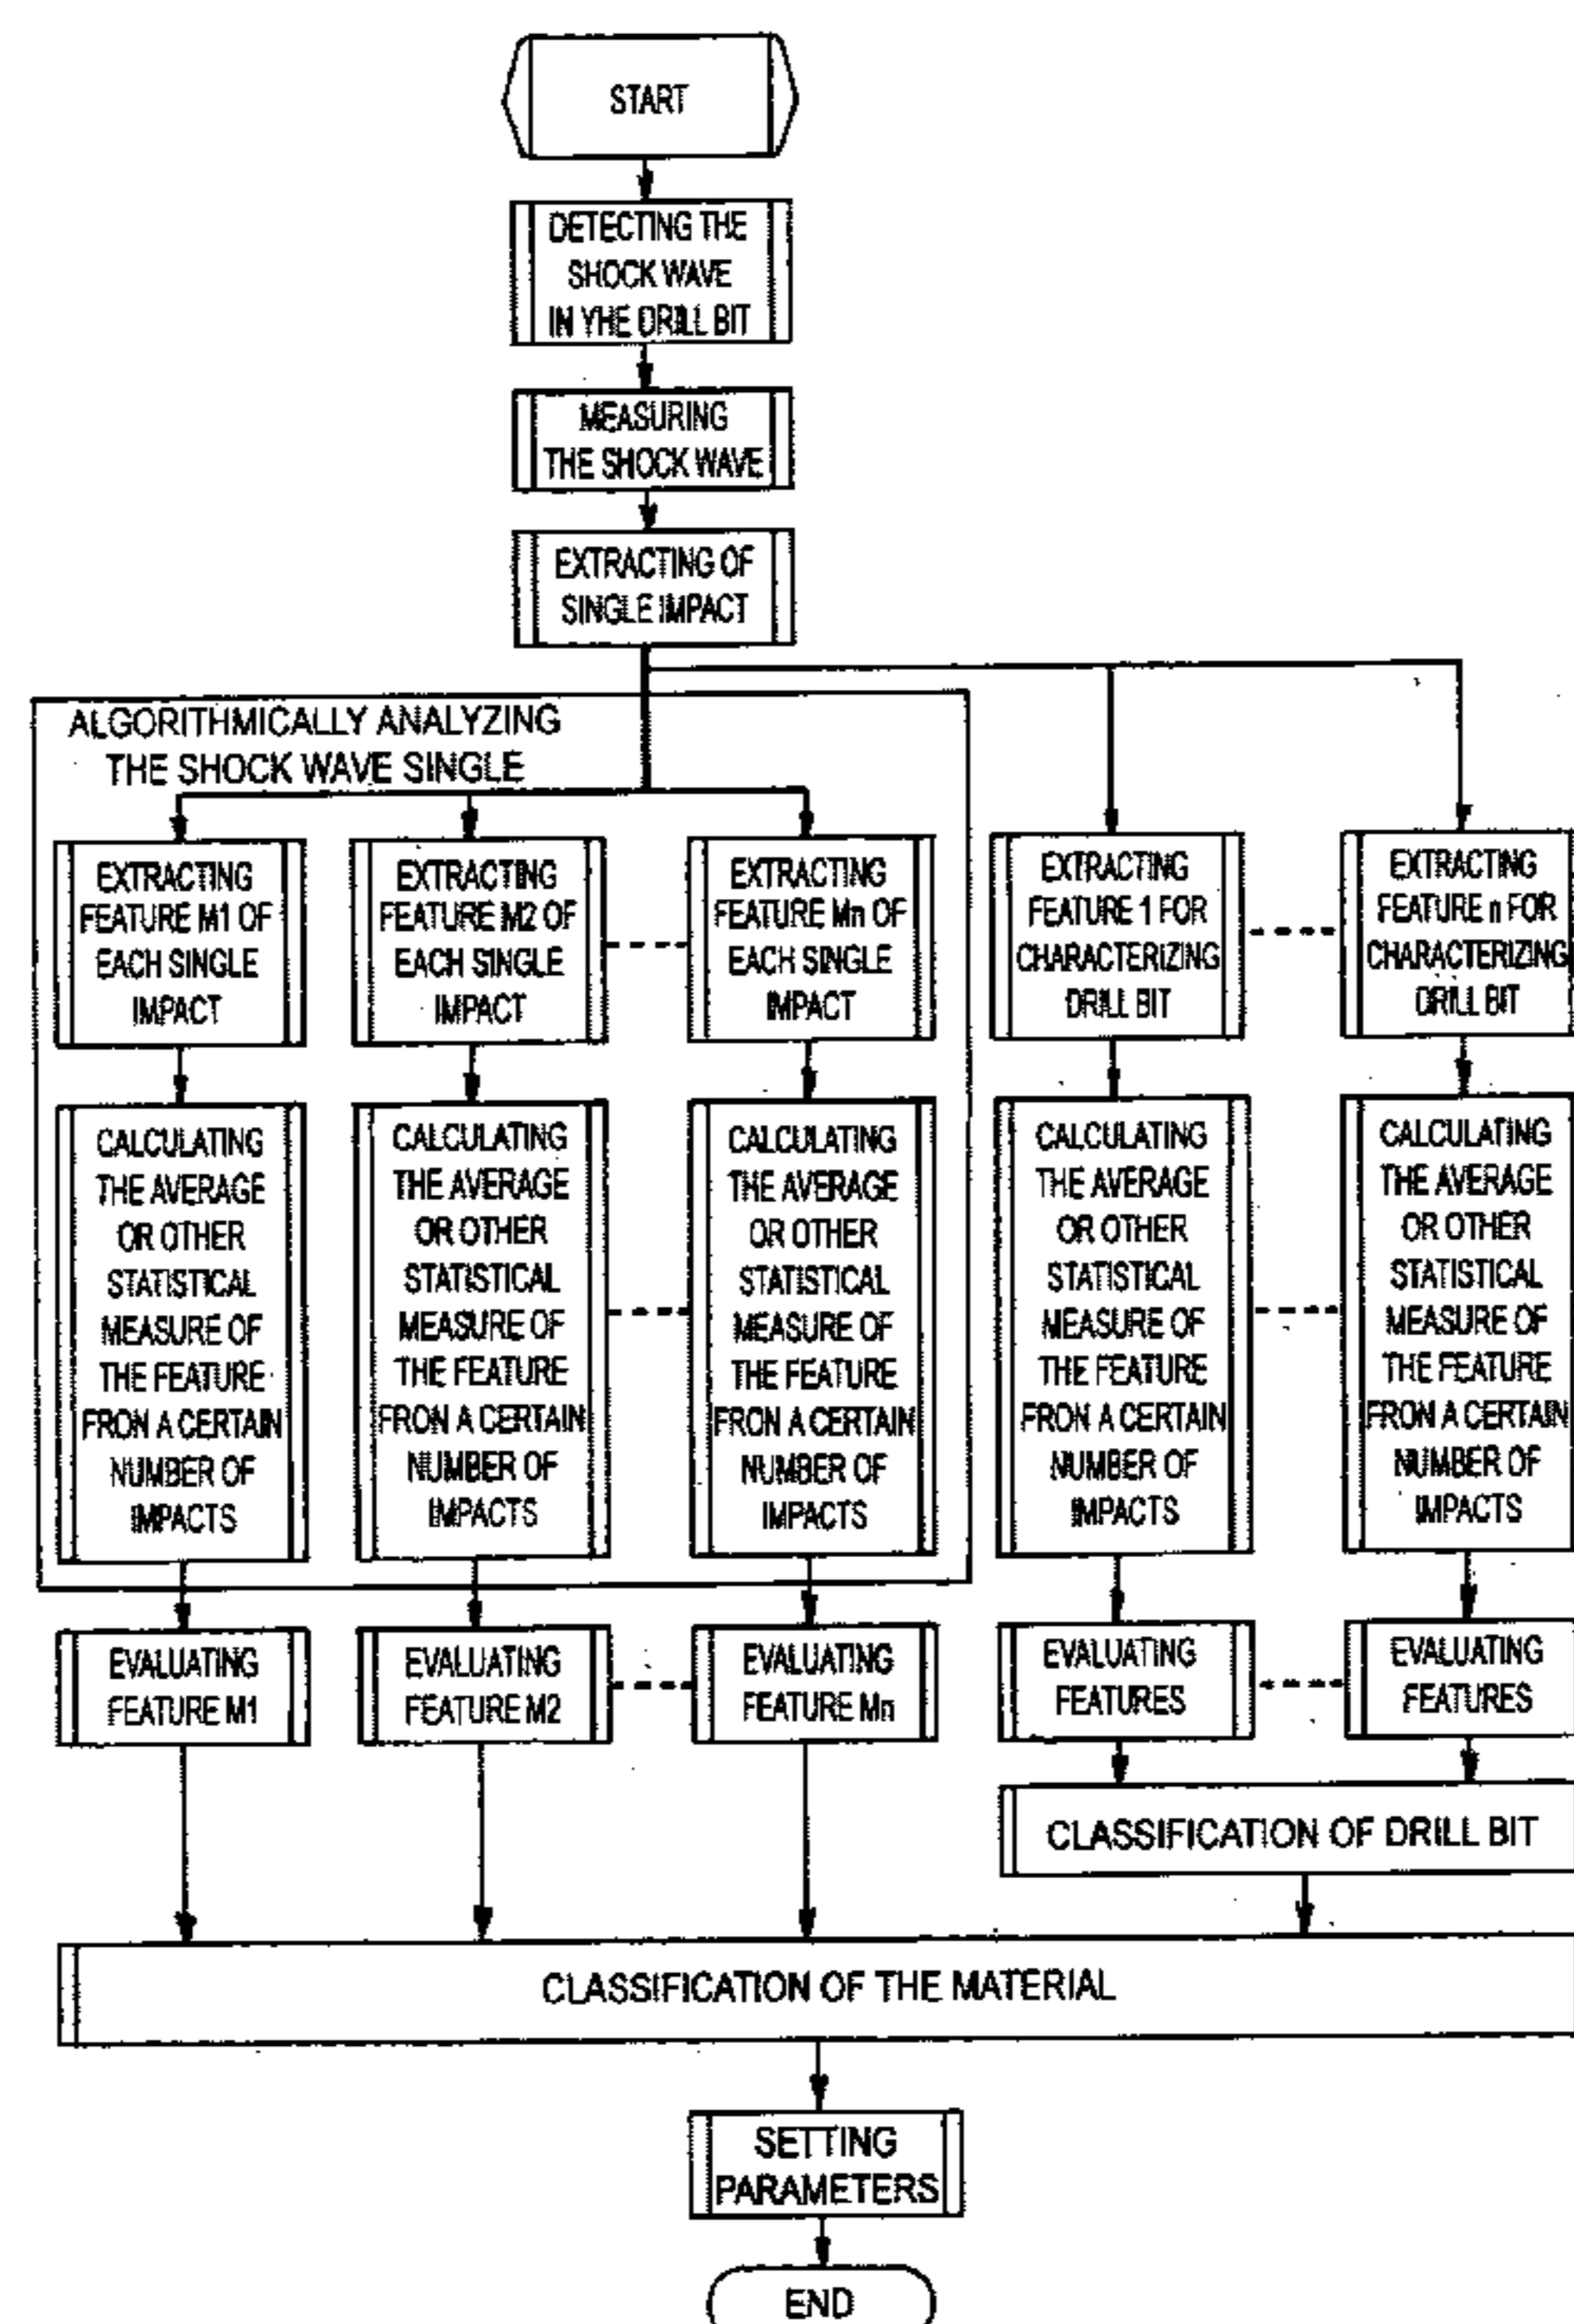 START
DETECTING THE
SHOCK WAVE
IN YHE DRILL BIT
MEASURING
THE SHOCK WAVE
EXTRACTING OF
SINGLE IMPACT
ALGORITHMICALLY ANALYZING
THE SHOCK WAVE SINGLE
EXTRACTING
FEATURE M1 OF
EACH SINGLE
IMPACT
EXTRACTING
FEATURE M2 OF
EACH SINGLE
IMPACT
EXTRACTING
FEATURE Mn OF
EACH SINGLE
IMPACT
EXTRACTING
FEATURE 1 FOR
CHARACTERIZING
DRILL BIT
EXTRACTING
FEATURE n FOR
CHARACTERIZING
DRILL BIT
CALCULATING
THE AVERAGE
OR OTHER
STATISTICAL
MEASURE OF
THE FEATURE
FRON A CERTAIN
NUMBER OF
IMPACTS
CALCULATING
THE AVERAGE
OR OTHER
STATISTICAL
MEASURE OF
THE FEATURE
FRON A CERTAIN
NUMBER OF
IMPACTS
CALCULATING
THE AVERAGE
OR OTHER
STATISTICAL
MEASURE OF
THE FEATURE
FRON A CERTAIN
NUMBER OF
IMPACTS
CALCULATING
THE AVERAGE
OR OTHER
STATISTICAL
MEASURE OF
THE FEATURE
FRON A CERTAIN
NUMBER OF
IMPACTS
CALCULATING
THE AVERAGE
OR OTHER
STATISTICAL
MEASURE OF
THE FEATURE
FRON A CERTAIN
NUMBER OF
IMPACTS
EVALUATING
FEATURE M1
EVALUATING
FEATURE M2
EVALUATING
FEATURE Mn
EVALUATING
FEATURES
EVALUATING
FEATURES
CLASSIFICATION OF DRILL BIT
CLASSIFICATION OF THE MATERIAL
SETTING
PARAMETERS
END